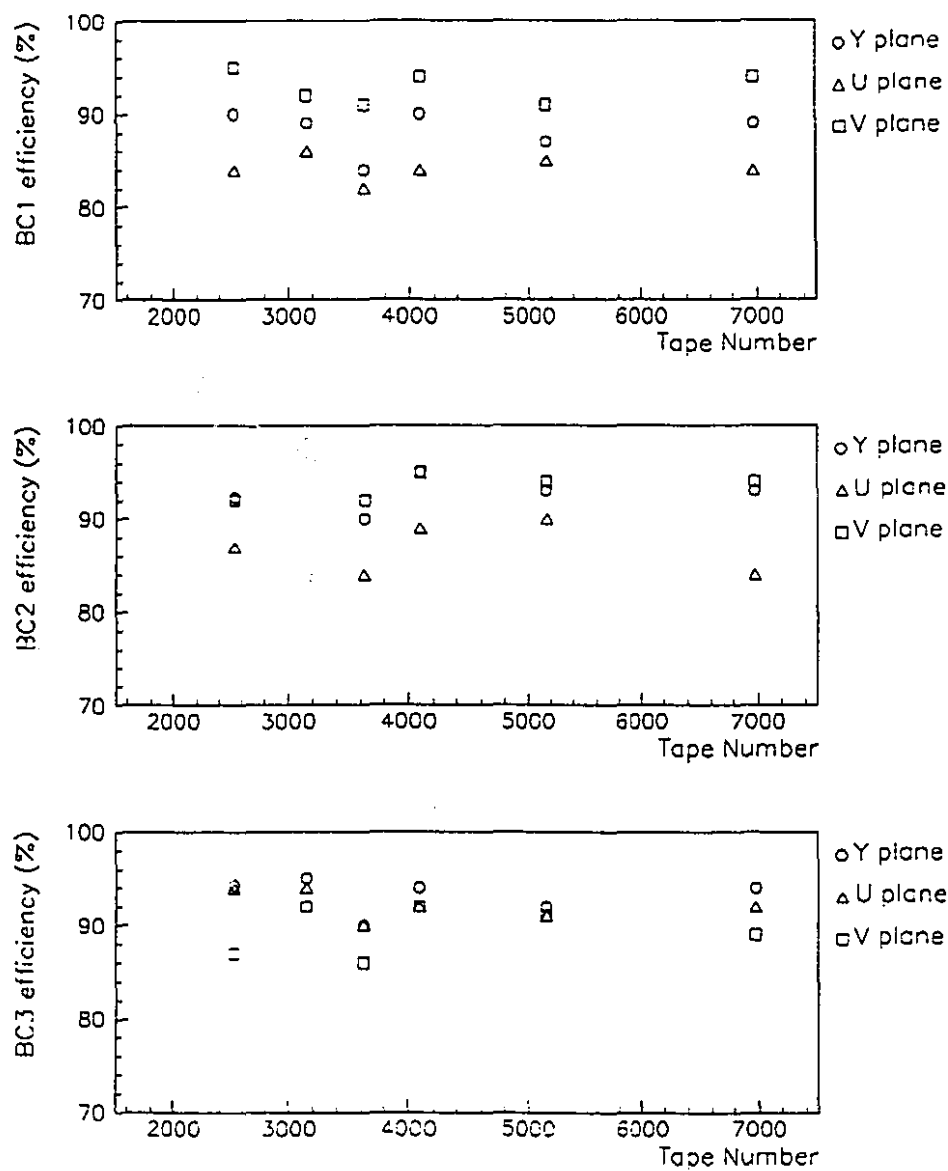 BC1 efficiency (%)
100
90
80
70
2000 3000 4000 5000 6000 7000
Tape Number
Y plane
U plane
V plane
BC2 efficiency (%)
100
90
80
70
2000 3000 4000 5000 6000 7000
Tape Number
Y plane
U plane
V plane
BC3 efficiency (%)
100
90
80
70
2000 3000 4000 5000 6000 7000
Tape Number
Y plane
U plane
V plane